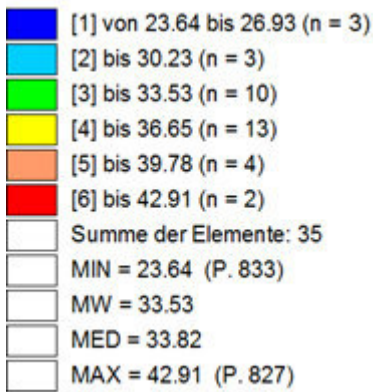 [1] von 23.64 bis 26.93 (n = 3)
[2] bis 30.23 (n = 3)
[3] bis 33.53 (n = 10)
[4] bis 36.65 (n = 13)
[5] bis 39.78 (n = 4)
[6] bis 42.91 (n = 2)
Summe der Elemente: 35
MIN = 23.64 (P. 833)
MW = 33.53
MED = 33.82
MAX = 42.91 (P. 827)